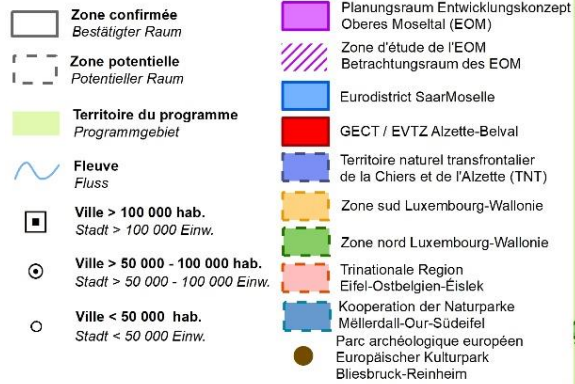 Zone confirmée
Bestätigter Raum
Zone potentielle
Potentieller Raum
Territoire du programme
Programmgebiet
Fleuve
Fluss
Ville > 100 000 hab.
Stadt > 100 000 Einw.
Ville > 50 000 - 100 000 hab.
Stadt > 50 000 - 100 000 Einw.
Ville < 50 000 hab.
Stadt < 50 000 Einw.
Planungsraum Entwicklungskonzept
Oberes Moseltal (EOM)
Zone d'étude de l'EOM
Betrachtungsraum des EOM
Eurodistrict SaarMoselle
GECT / EVTZ Alzette-Belval
Territoire naturel transfrontalier
de la Chiers et de l'Alzette (TNT)
Zone sud Luxembourg-Wallonie
Zone nord Luxembourg-Wallonie
Trinationale Region
Eifel-Ostbelgien-Éislek
Kooperation der Naturparke
Mëllerdall-Our-Südeifel
Parc archéologique européen
Europäischer Kulturpark
Bliesbruck-Reinheim